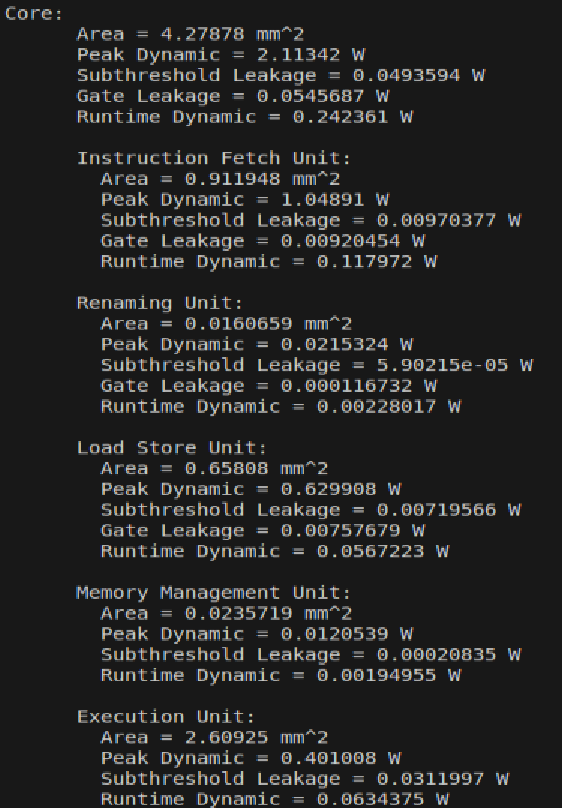 Core:
Area = 4.27878 mm^2
Peak Dynamic = 2.11342 W
Subthreshold Leakage = 0.0493594 W
Gate Leakage = 0.0545687 W
Runtime Dynamic = 0.242361 W
Instruction Fetch Unit:
Area = 0.911948 mm^2
Peak Dynamic = 1.04891 W
Subthreshold Leakage = 0.00970377 W
Gate Leakage = 0.00920454 W
Runtime Dynamic = 0.117972 W
Renaming Unit:
Area = 0.0160659 mm^2
Peak Dynamic = 0.0215324 W
Subthreshold Leakage = 5.90215e-05 W
Gate Leakage = 0.000116732 W
Runtime Dynamic = 0.00228017 W
Load Store Unit:
Area = 0.65808 mm^2
Peak Dynamic = 0.629908 W
Subthreshold Leakage = 0.00719566 W
Gate Leakage = 0.00757679 W
Runtime Dynamic = 0.0567223 W
Memory Management Unit:
Area = 0.0235719 mm^2
Peak Dynamic = 0.0120539 W
Subthreshold Leakage = 0.00020835 W
Runtime Dynamic = 0.00194955 W
Execution Unit:
Area = 2.60925 mm^2
Peak Dynamic = 0.401008 W
Subthreshold Leakage = 0.0311997 W
Runtime Dynamic = 0.0634375 W